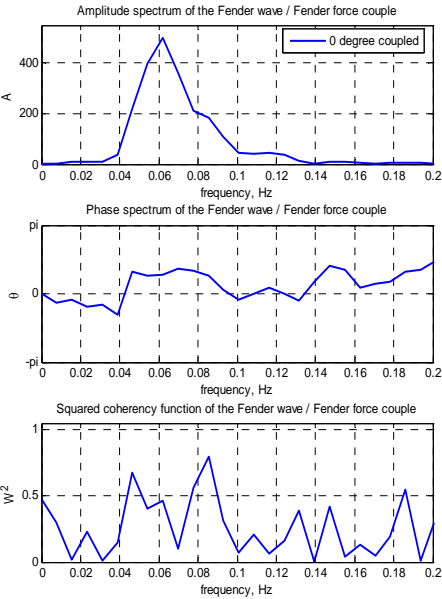 Amplitude spectrum of the Fender wave / Fender force couple
0 degree coupled
400
200
0
A
0 0.02 0.04 0.06 0.08 0.1 0.12 0.14 0.16 0.18 0.2
frequency, Hz
Phase spectrum of the Fender wave / Fender force couple
pi
0
-pi
θ
0 0.02 0.04 0.06 0.08 0.1 0.12 0.14 0.16 0.18 0.2
frequency, Hz
Squared coherency function of the Fender wave / Fender force couple
1
0.5
0
W²
0 0.02 0.04 0.06 0.08 0.1 0.12 0.14 0.16 0.18 0.2
frequency, Hz